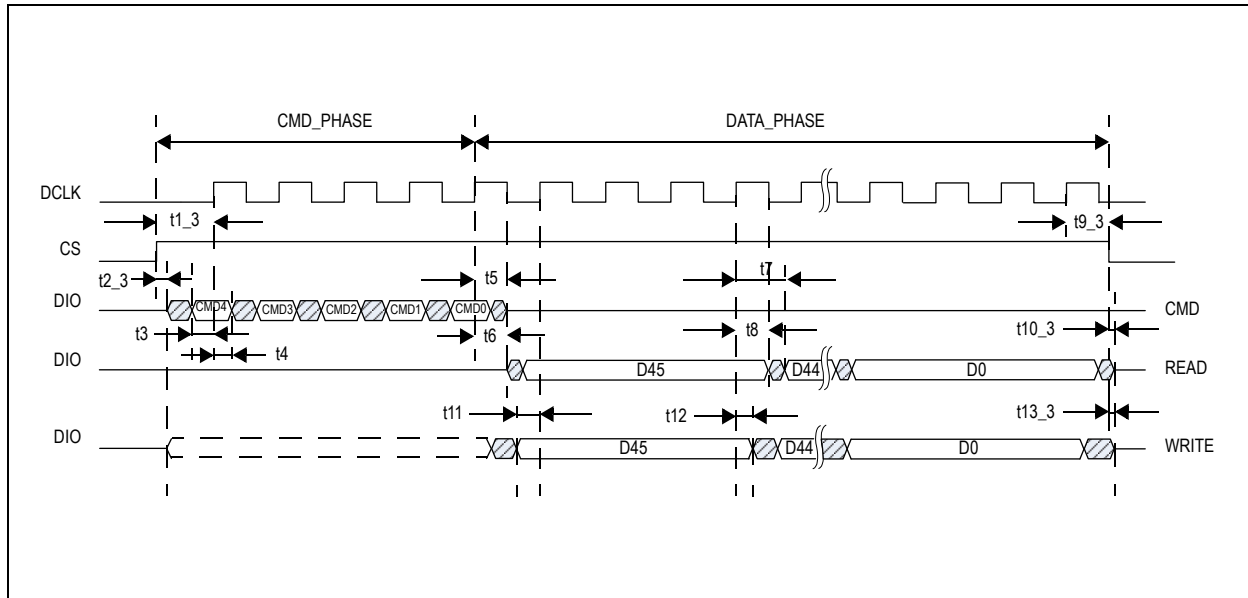 CMD_PHASE DATA_PHASE
DCLK
t1_3 t9_3
CS
t2_3 t5 t7
DIO CMD4 CMD3 CMD2 CMD1 CMD0 CMD
t3 t4 t6 t8 t10_3
DIO D45 D44 D0 READ
t11 t12 t13_3
DIO D45 D44 D0 WRITE